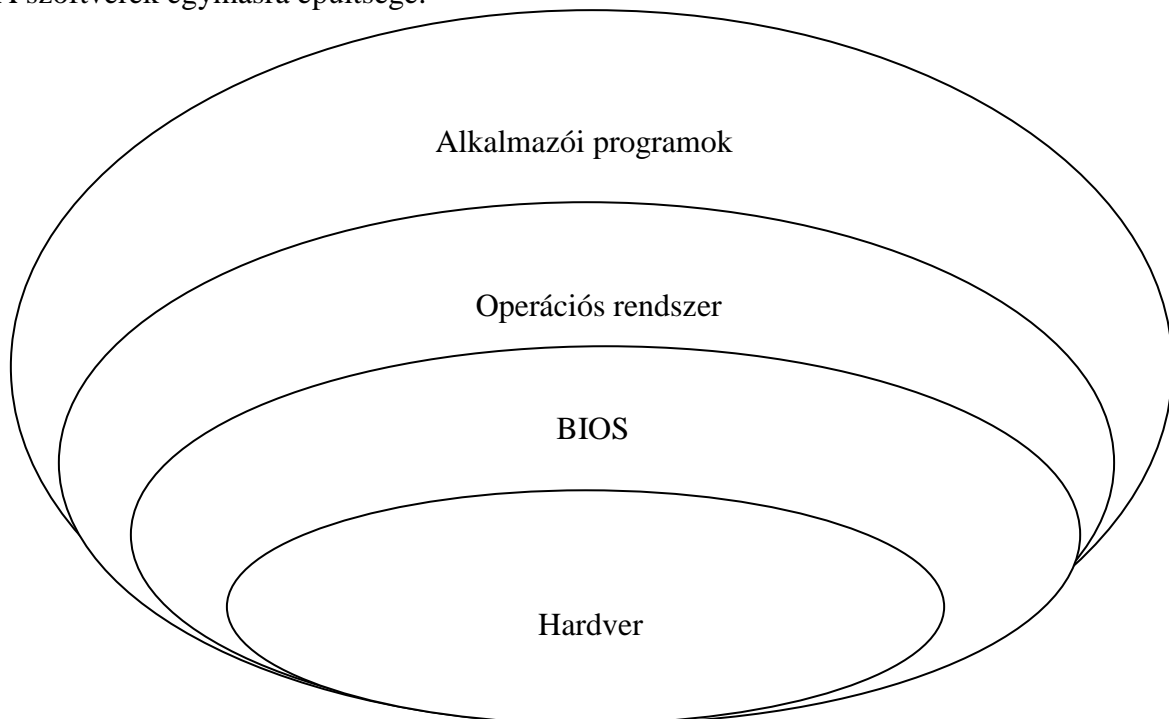 A szoftverek egymásra épültsége:
Alkalmazói programok
Operációs rendszer
BIOS
Hardver